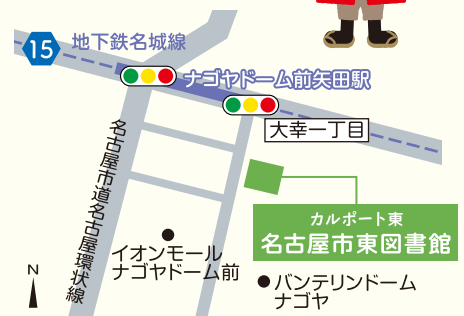 15
地下鉄名城線
ナゴヤドーム前矢田駅
大幸一丁目
名古屋市道名古屋環状線
カルポート東
名古屋市東図書館
イオンモール
ナゴヤドーム前
バンテリンドーム
ナゴヤ
N